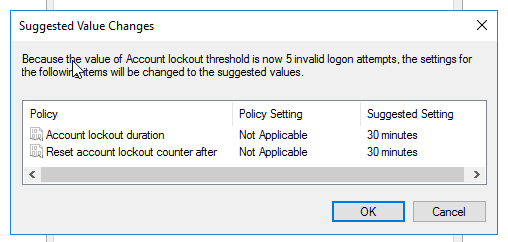 Suggested Value Changes
Because the value of Account lockout threshold is now 5 invalid logon attempts, the settings for
the following items will be changed to the suggested values.
Policy Policy Setting Suggested Setting
Account lockout duration Not Applicable 30 minutes
Reset account lockout counter after Not Applicable 30 minutes
OK Cancel